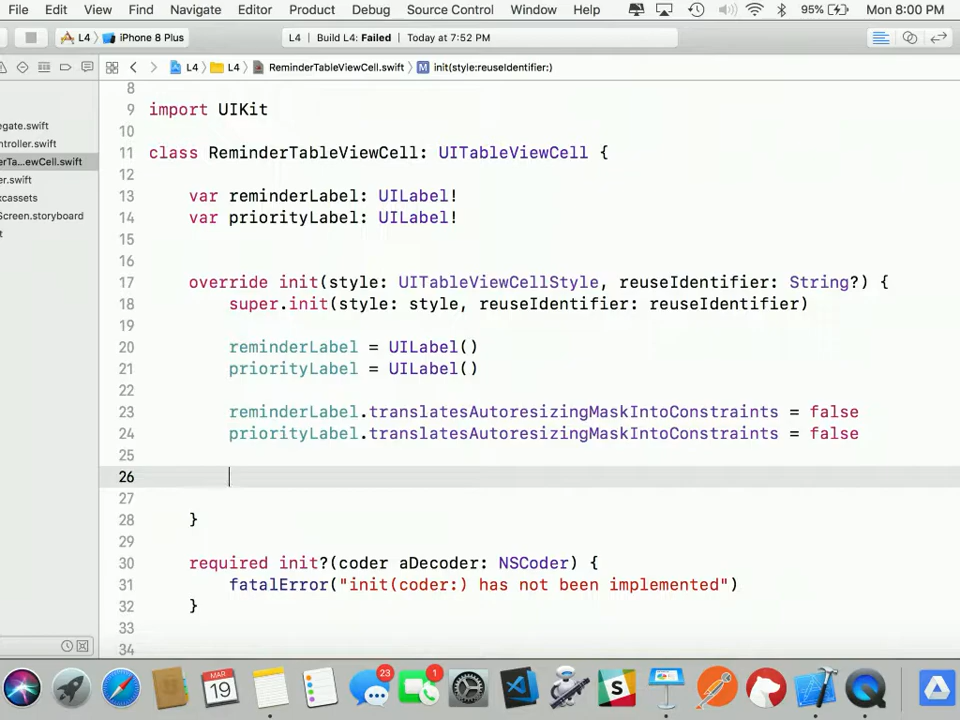 File Edit View Find Navigate Editor Product Debug Source Control Window Help 95% Mon 8:00 PM
L4 iPhone 8 Plus L4 | Build L4: Failed | Today at 7:52 PM
L4 L4 ReminderTableViewCell.swift M init(style:reuseIdentifier:)
egate.swift
ntroller.swift
erTa...ewCell.swift
er.swift
xcassets
Screen.storyboard
t
8
9 import UIKit
10
11 class ReminderTableViewCell: UITableViewCell {
12
13 var reminderLabel: UILabel!
14 var priorityLabel: UILabel!
15
16
17 override init(style: UITableViewCellStyle, reuseIdentifier: String?) {
18 super.init(style: style, reuseIdentifier: reuseIdentifier)
19
20 reminderLabel = UILabel()
21 priorityLabel = UILabel()
22
23 reminderLabel.translatesAutoresizingMaskIntoConstraints = false
24 priorityLabel.translatesAutoresizingMaskIntoConstraints = false
25
26
27
28 }
29
30 required init?(coder aDecoder: NSCoder) {
31 fatalError("init(coder:) has not been implemented")
32 }
33
34
MAR
19
23
1
S